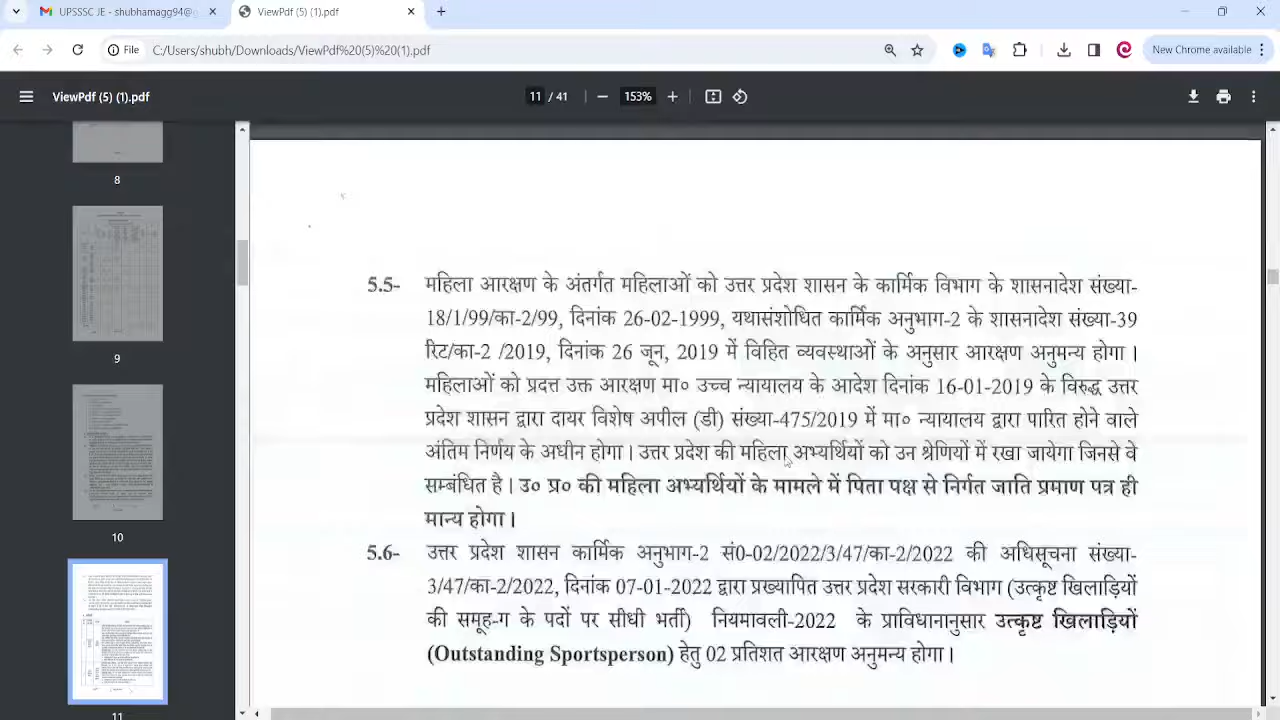 UPSSSC JE - shubhamagg94@g
ViewPdf (5) (1).pdf
File C:/Users/shubh/Downloads/ViewPdf%20(5)%20(1).pdf
New Chrome available
ViewPdf (5) (1).pdf
11 / 41
153%
8
9
10
11
5.5- महिला आरक्षण के अंतर्गत महिलाओं को उत्तर प्रदेश शासन के कार्मिक विभाग के शासनादेश संख्या-
18/1/99/का-2/99, दिनांक 26-02-1999, यथासंशोधित कार्मिक अनुभाग-2 के शासनादेश संख्या-39
रिट/का-2 /2019, दिनांक 26 जून, 2019 में विहित व्यवस्थाओं के अनुसार आरक्षण अनुमन्य होगा।
महिलाओं को प्रदत्त उक्त आरक्षण मा० उच्च न्यायालय के आदेश दिनांक 16-01-2019 के विरुद्ध उत्तर
प्रदेश शासन द्वारा दायर विशेष अपील (डी) संख्या-475/2019 में मा० न्यायालय द्वारा पारित होने वाले
अंतिम निर्णय के अधीन होगा। उत्तर प्रदेश की महिला अभ्यर्थियों को उन श्रेणियों में रखा जायेगा जिनसे वे
सम्बंधित है। उ० प्र० की महिला अभ्यर्थियों के मामले में पिता पक्ष से निर्गत जाति प्रमाण पत्र ही
मान्य होगा।
5.6- उत्तर प्रदेश शासन कार्मिक अनुभाग-2 सं0-02/2022/3/47/का-2/2022 की अधिसूचना संख्या-
3/47/का-2/2022, दिनांक 07-01-2022 द्वारा प्रख्यापित उत्तर प्रदेश सरकारी विभाग (उत्कृष्ट खिलाड़ियों
की समूह-ग के पदों पर सीधी भर्ती) नियमावली-2022 के प्राविधानानुसार उत्कृष्ट खिलाड़ियों
(Outstanding Sportsperson) हेतु 02 प्रतिशत आरक्षण अनुमन्य होगा।